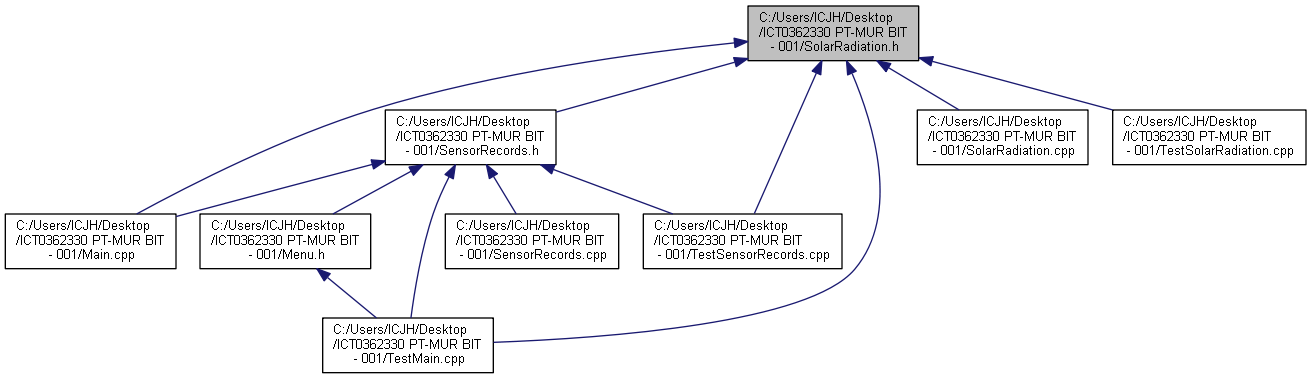 C:/Users/ICJH/Desktop
/ICT0362330 PT-MUR BIT
- 001/SolarRadiation.h
C:/Users/ICJH/Desktop
/ICT0362330 PT-MUR BIT
- 001/SensorRecords.h
C:/Users/ICJH/Desktop
/ICT0362330 PT-MUR BIT
- 001/SolarRadiation.cpp
C:/Users/ICJH/Desktop
/ICT0362330 PT-MUR BIT
- 001/TestSolarRadiation.cpp
C:/Users/ICJH/Desktop
/ICT0362330 PT-MUR BIT
- 001/Main.cpp
C:/Users/ICJH/Desktop
/ICT0362330 PT-MUR BIT
- 001/Menu.h
C:/Users/ICJH/Desktop
/ICT0362330 PT-MUR BIT
- 001/SensorRecords.cpp
C:/Users/ICJH/Desktop
/ICT0362330 PT-MUR BIT
- 001/TestSensorRecords.cpp
C:/Users/ICJH/Desktop
/ICT0362330 PT-MUR BIT
- 001/TestMain.cpp